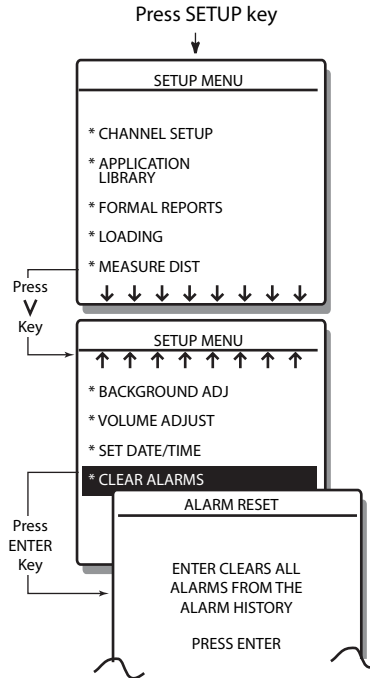 Press SETUP key
SETUP MENU
* CHANNEL SETUP
* APPLICATION
LIBRARY
* FORMAL REPORTS
* LOADING
* MEASURE DIST
Press
V
Key
SETUP MENU
* BACKGROUND ADJ
* VOLUME ADJUST
* SET DATE/TIME
* CLEAR ALARMS
Press
ENTER
Key
ALARM RESET
ENTER CLEARS ALL
ALARMS FROM THE
ALARM HISTORY
PRESS ENTER